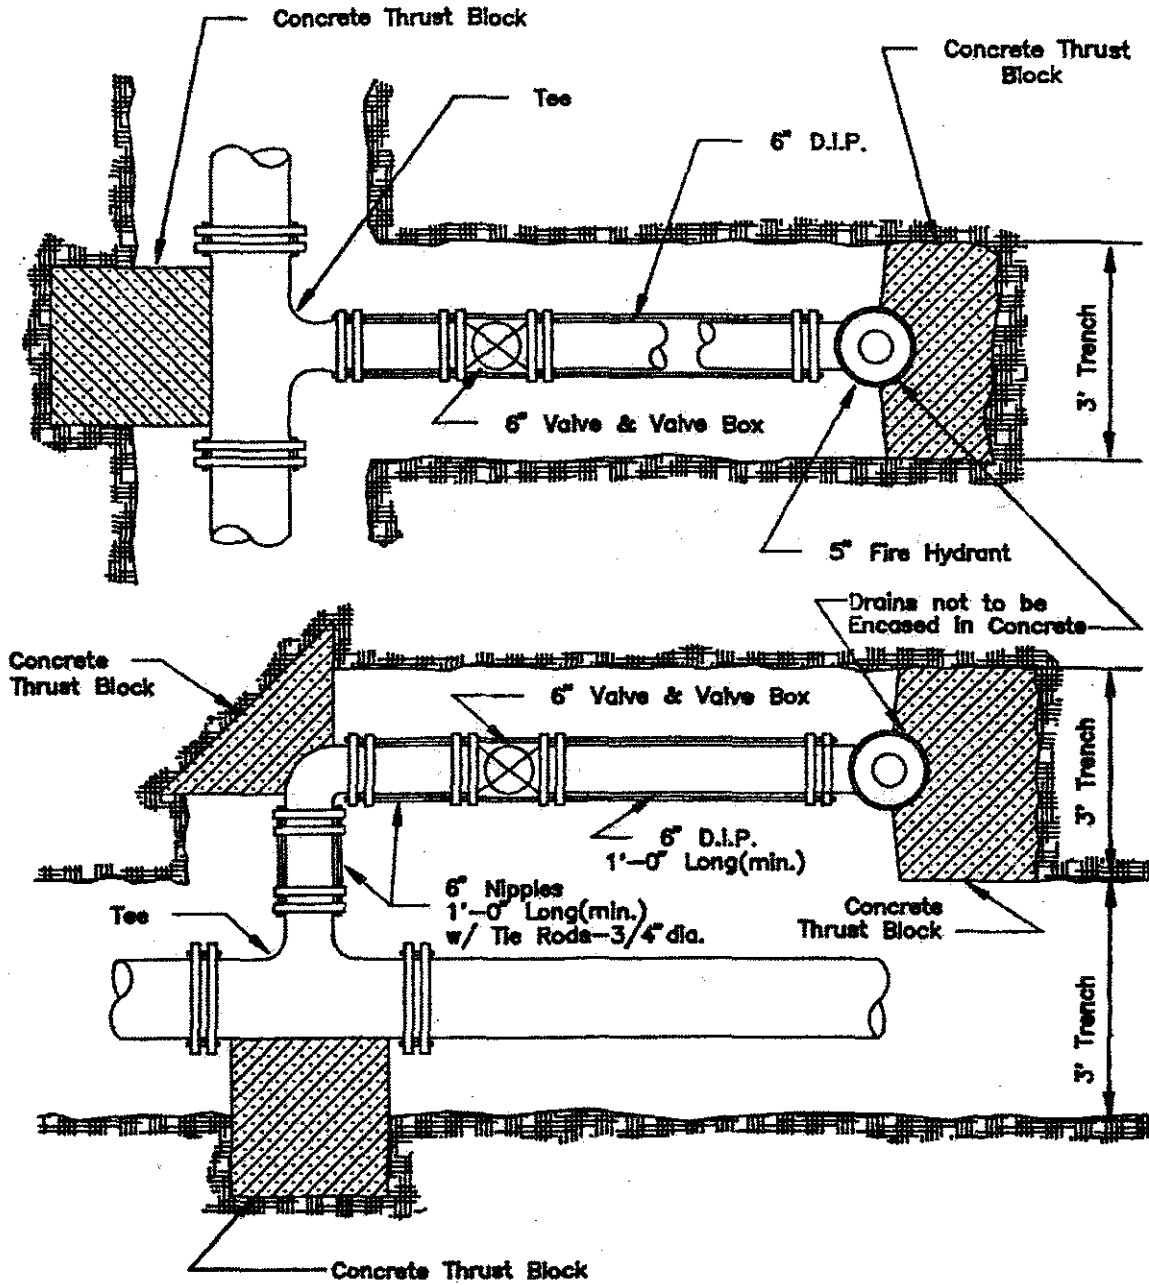 Concrete Thrust Block
Concrete Thrust
Block
Tee
6" D.I.P.
3' Trench
6" Valve & Valve Box
5" Fire Hydrant
Drains not to be
Encased in Concrete
Concrete
Thrust Block
6" Valve & Valve Box
3' Trench
6" D.I.P.
1'-0" Long(min.)
6" Nipples
1'-0" Long(min.)
w/ Tie Rods-3/4" dia.
Concrete
Thrust Block
Tee
3' Trench
Concrete Thrust Block